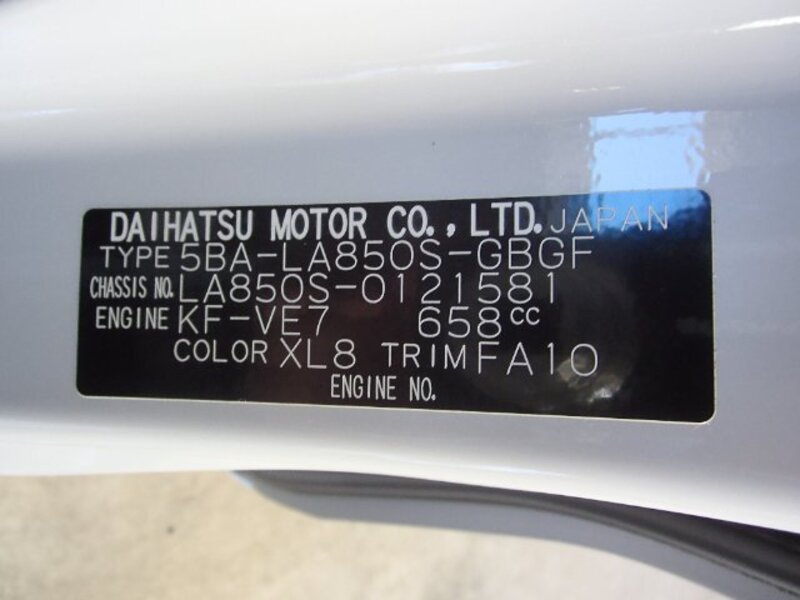 DAIHATSU MOTOR CO.,LTD. JAPAN
TYPE 5BA-LA850S-GBGF
CHASSIS NO. LA850S-0121581
ENGINE KF-VE7 658cc
COLOR XL8 TRIM FA10
ENGINE NO.